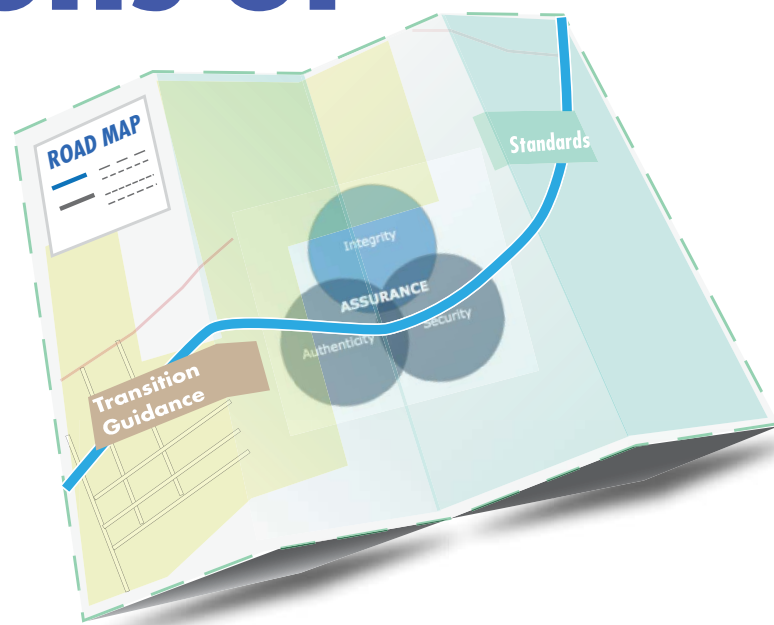 ROAD MAP
Standards
Integrity
ASSURANCE
Security
Authenticity
Transition
Guidance